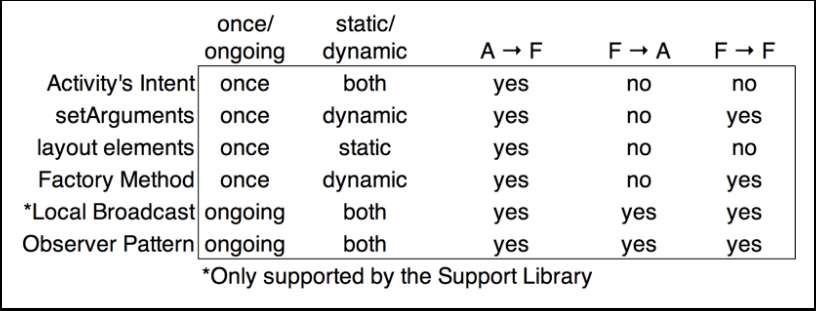 once/ static/
ongoing dynamic A → F F → A F → F
Activity's Intent once both yes no no
setArguments once dynamic yes no yes
layout elements once static yes no no
Factory Method once dynamic yes no yes
*Local Broadcast ongoing both yes yes yes
Observer Pattern ongoing both yes yes yes
*Only supported by the Support Library